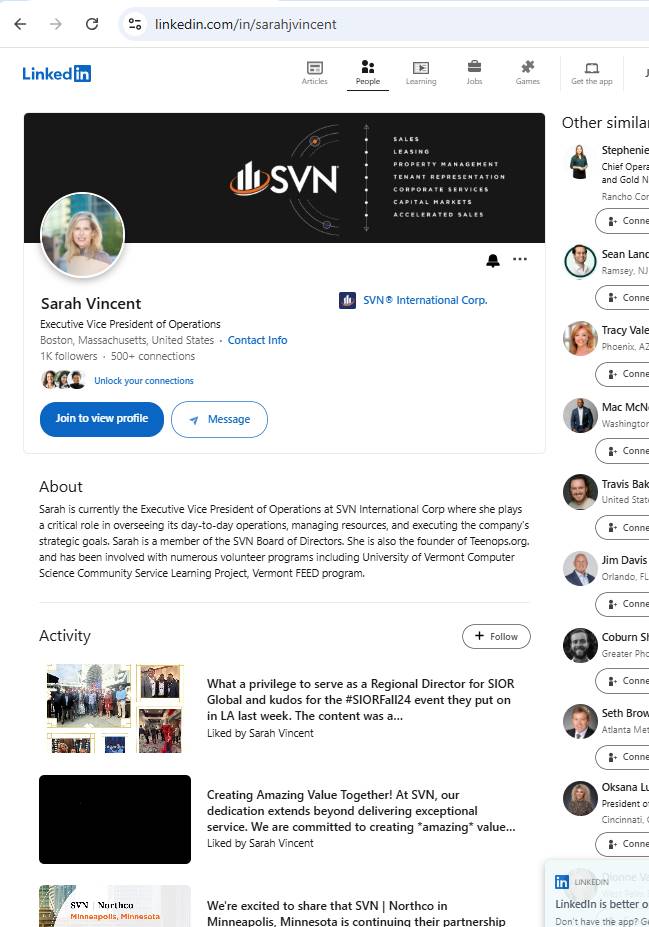 linkedin.com/in/sarahjvincent
Linked in
Articles
People
Learning
Jobs
Games
Get the app
SVN®
SALES
LEASING
PROPERTY MANAGEMENT
TENANT REPRESENTATION
CORPORATE SERVICES
CAPITAL MARKETS
ACCELERATED SALES
Sarah Vincent
SVN® International Corp.
Executive Vice President of Operations
Boston, Massachusetts, United States · Contact Info
1K followers · 500+ connections
Unlock your connections
Join to view profile
Message
About
Sarah is currently the Executive Vice President of Operations at SVN International Corp where she plays
a critical role in overseeing its day-to-day operations, managing resources, and executing the company's
strategic goals. Sarah is a member of the SVN Board of Directors. She is also the founder of Teenops.org.
and has been involved with numerous volunteer programs including University of Vermont Computer
Science Community Service Learning Project, Vermont FEED program.
Activity
+ Follow
What a privilege to serve as a Regional Director for SIOR
Global and kudos for the #SIORFall24 event they put on
in LA last week. The content was a...
Liked by Sarah Vincent
Creating Amazing Value Together! At SVN, our
dedication extends beyond delivering exceptional
service. We are committed to creating *amazing* value...
Liked by Sarah Vincent
SVN | Northco
Minneapolis, Minnesota
We're excited to share that SVN | Northco in
Minneapolis, Minnesota is continuing their partnership
Other similar
Stephenie
Chief Opera
and Gold N
Rancho Cor
Conne
Sean Land
Ramsey, NJ
Conne
Tracy Vale
Phoenix, AZ
Conne
Mac McNe
Washington
Conne
Travis Bak
United State
Conne
Jim Davis
Orlando, FL
Conne
Coburn Sh
Greater Pho
Conne
Seth Brow
Atlanta Met
Conne
Oksana Lu
President of
Cincinnati,
Conne
Dionne Va
in LINKEDIN
LinkedIn is better o
Don't have the app? Ge